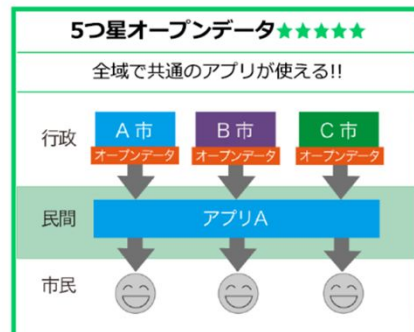 5つ星オープンデータ★★★★★
全域で共通のアプリが使える!!
行政
A市
B市
C市
オープンデータ
オープンデータ
オープンデータ
民間
アプリA
市民